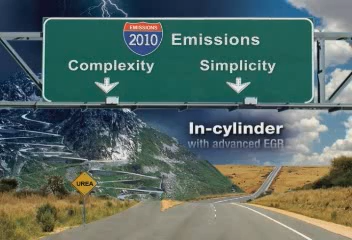 EMISSIONS
2010 Emissions
Complexity Simplicity
In-cylinder
with advanced EGR
UREA